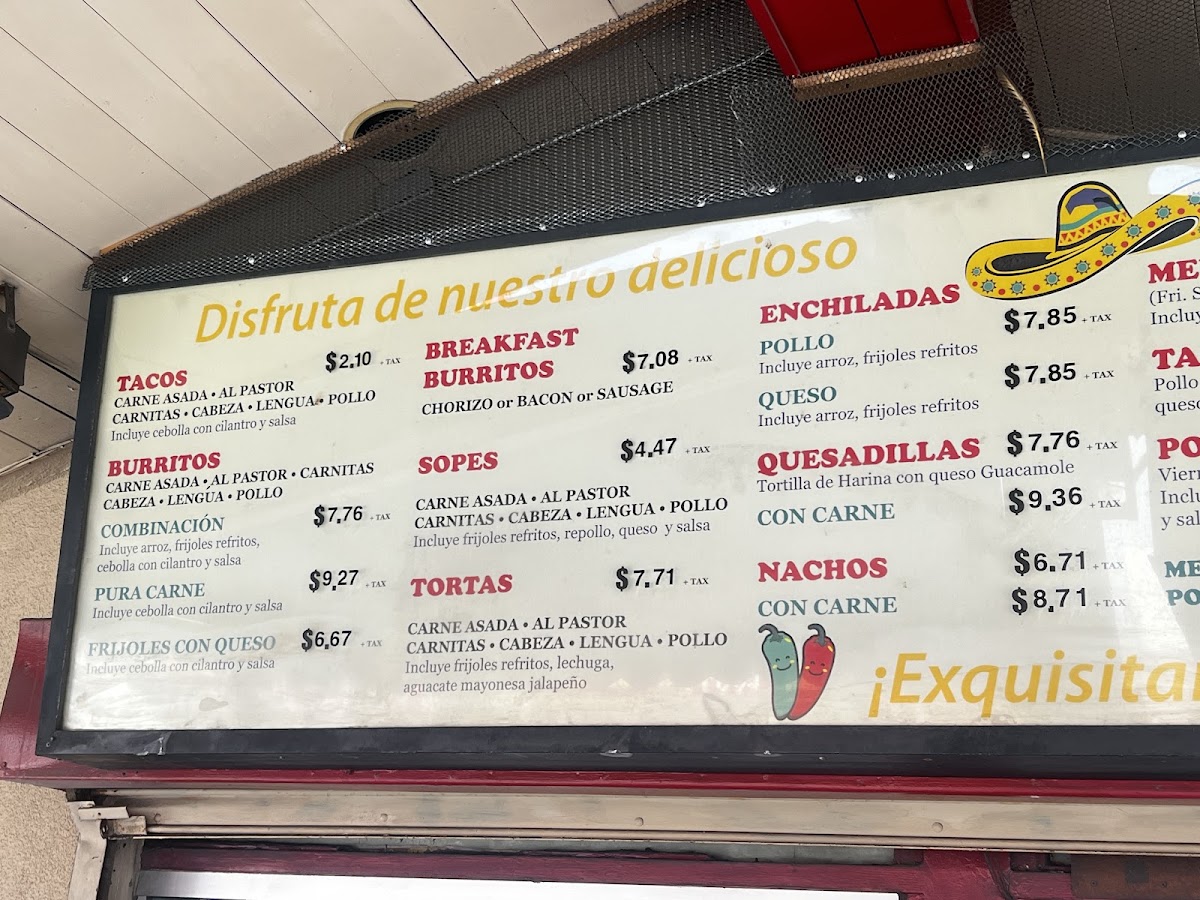 Disfruta de nuestro delicioso
TACOS $2.10 +TAX
CARNE ASADA • AL PASTOR
CARNITAS • CABEZA • LENGUA • POLLO
Incluye cebolla con cilantro y salsa
BURRITOS
CARNE ASADA • AL PASTOR • CARNITAS
CABEZA • LENGUA • POLLO
COMBINACIÓN $7.76 +TAX
Incluye arroz, frijoles refritos,
cebolla con cilantro y salsa
PURA CARNE $9.27 +TAX
Incluye cebolla con cilantro y salsa
FRIJOLES CON QUESO $6.67 +TAX
Incluye cebolla con cilantro y salsa
BREAKFAST
BURRITOS $7.08 +TAX
CHORIZO or BACON or SAUSAGE
SOPES $4.47 +TAX
CARNE ASADA • AL PASTOR
CARNITAS • CABEZA • LENGUA • POLLO
Incluye frijoles refritos, repollo, queso y salsa
TORTAS $7.71 +TAX
CARNE ASADA • AL PASTOR
CARNITAS • CABEZA • LENGUA • POLLO
Incluye frijoles refritos, lechuga,
aguacate mayonesa jalapeño
ENCHILADAS
POLLO $7.85 +TAX
Incluye arroz, frijoles refritos
QUESO $7.85 +TAX
Incluye arroz, frijoles refritos
QUESADILLAS $7.76 +TAX
Tortilla de Harina con queso Guacamole
CON CARNE $9.36 +TAX
NACHOS $6.71 +TAX
CON CARNE $8.71 +TAX
¡Exquisita
(Fri.
Pollo